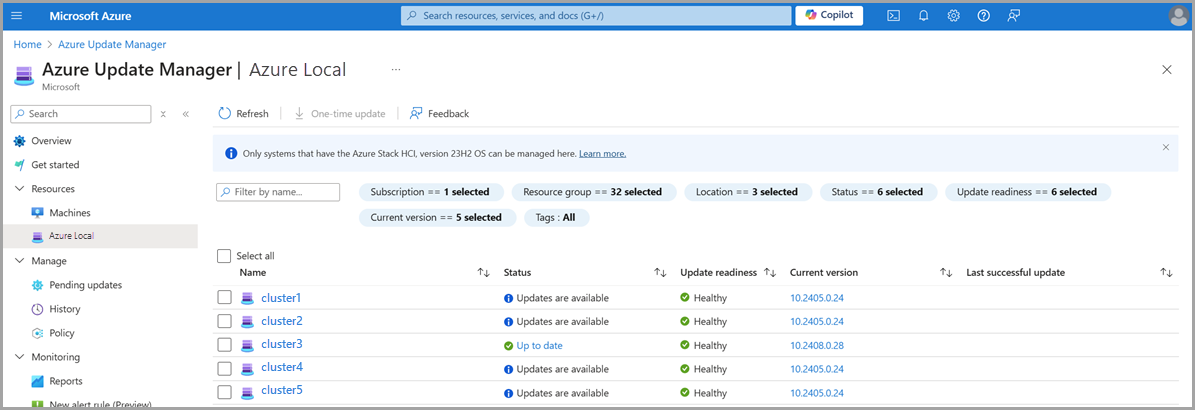 Microsoft Azure
Search resources, services, and docs (G+/)
Copilot
Home > Azure Update Manager
Azure Update Manager | Azure Local ...
Microsoft
Search
Refresh
One-time update
Feedback
Overview
Get started
Resources
Machines
Azure Local
Manage
Pending updates
History
Policy
Monitoring
Reports
New alert rule (Preview)
Only systems that have the Azure Stack HCI, version 23H2 OS can be managed here. Learn more.
Filter by name...
Subscription == 1 selected
Resource group == 32 selected
Location == 3 selected
Status == 6 selected
Update readiness == 6 selected
Current version == 5 selected
Tags : All
Select all
Name Status Update readiness Current version Last successful update
cluster1 Updates are available Healthy 10.2405.0.24
cluster2 Updates are available Healthy 10.2405.0.24
cluster3 Up to date Healthy 10.2408.0.28
cluster4 Updates are available Healthy 10.2405.0.24
cluster5 Updates are available Healthy 10.2405.0.24